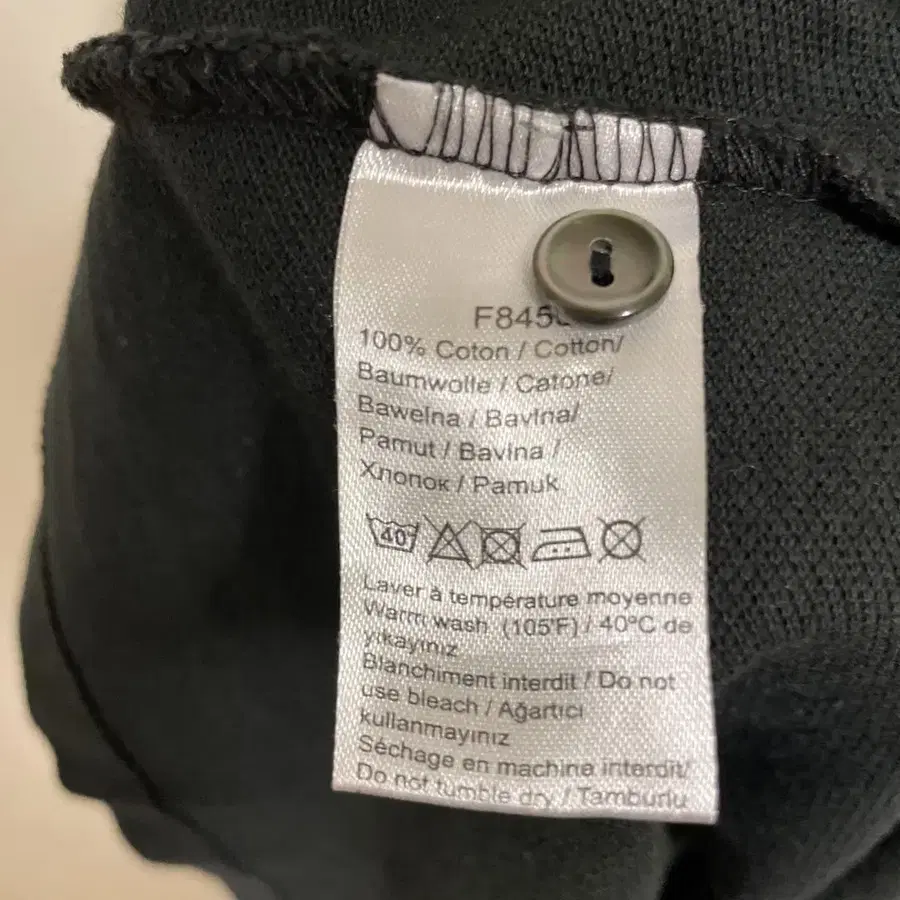 100% Coton / Cotton/
Baumwolle / Catone/
Bawelna / Bavlna/
Pamut / Bavlna /
Хлопок / Pamuk
40
Laver à température moyenne
Warm wash (105'F) / 40°C de
yıkayınız
Blanchiment interdit / Do not
use bleach / Ağartıcı
kullanmayınız
Séchage en machine interdit/
Do not tumble dry / Tamburlu